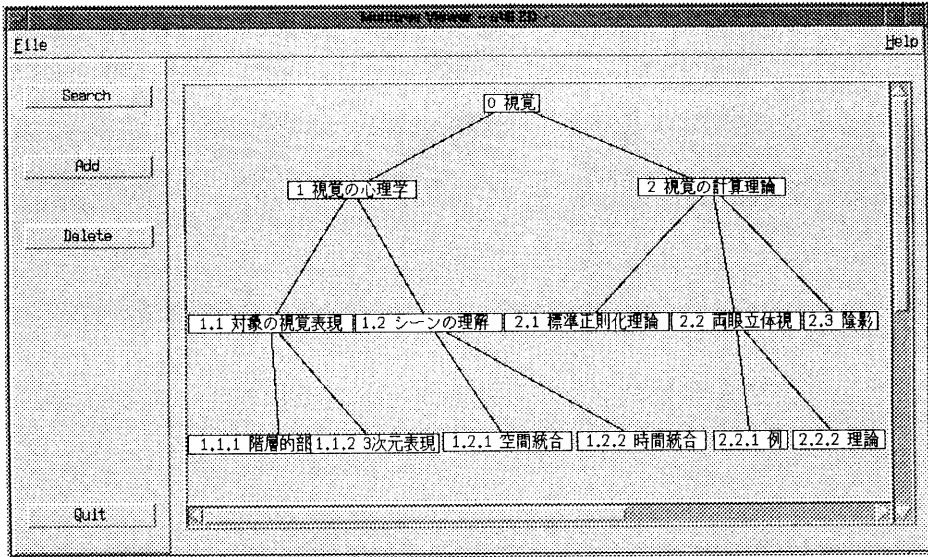 Multitree Viewer
File
Help
Search
Add
Delete
Quit
0 視覚
1 視覚の心理学
2 視覚の計算理論
1.1 対象の視覚表現
1.2 シーンの理解
2.1 標準正則化理論
2.2 両眼立体視
2.3 陰影
1.1.1 階層的部
1.1.2 3次元表現
1.2.1 空間統合
1.2.2 時間統合
2.2.1 例
2.2.2 理論